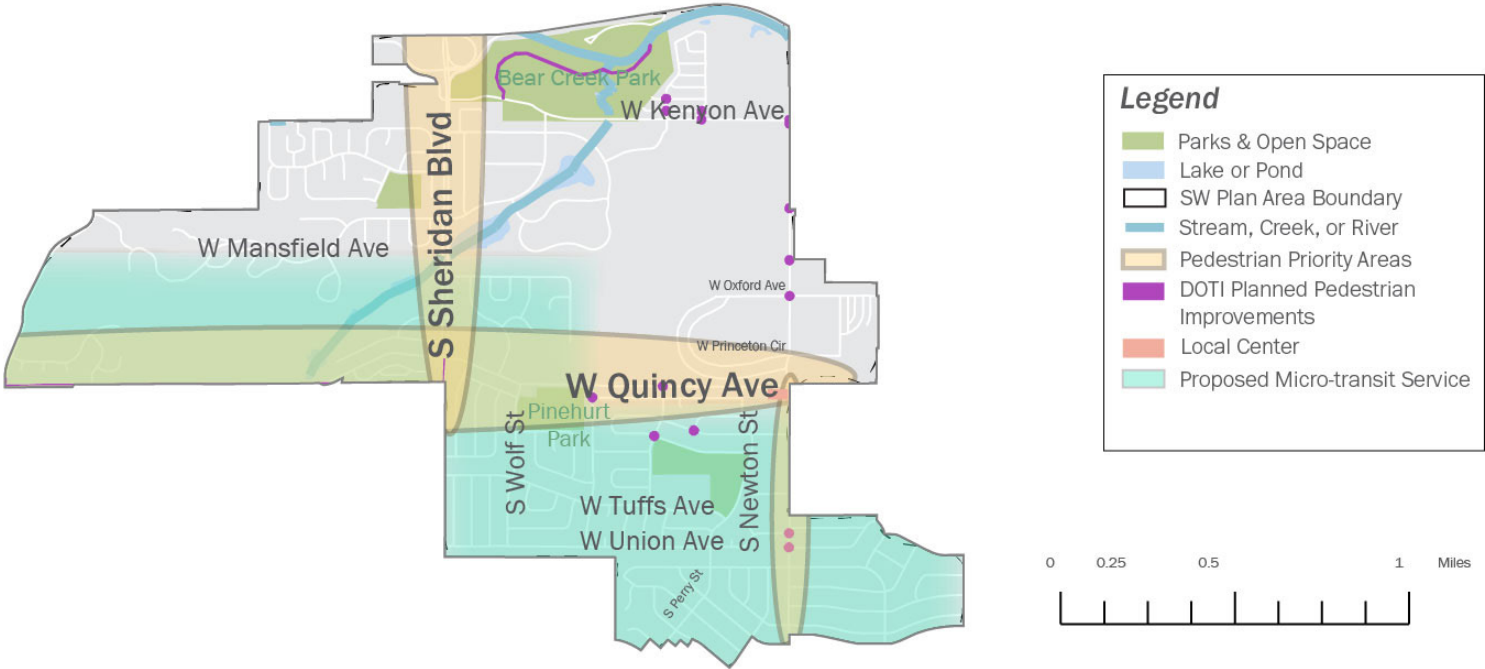 Bear Creek Park
W Kenyon Ave
S Sheridan Blvd
W Mansfield Ave
W Oxford Ave
W Princeton Cir
W Quincy Ave
Pinehurt
Park
S Wolf St
S Newton St
W Tuffs Ave
W Union Ave
S Perry St
Legend
Parks & Open Space
Lake or Pond
SW Plan Area Boundary
Stream, Creek, or River
Pedestrian Priority Areas
DOTI Planned Pedestrian
Improvements
Local Center
Proposed Micro-transit Service
0 0.25 0.5 1 Miles